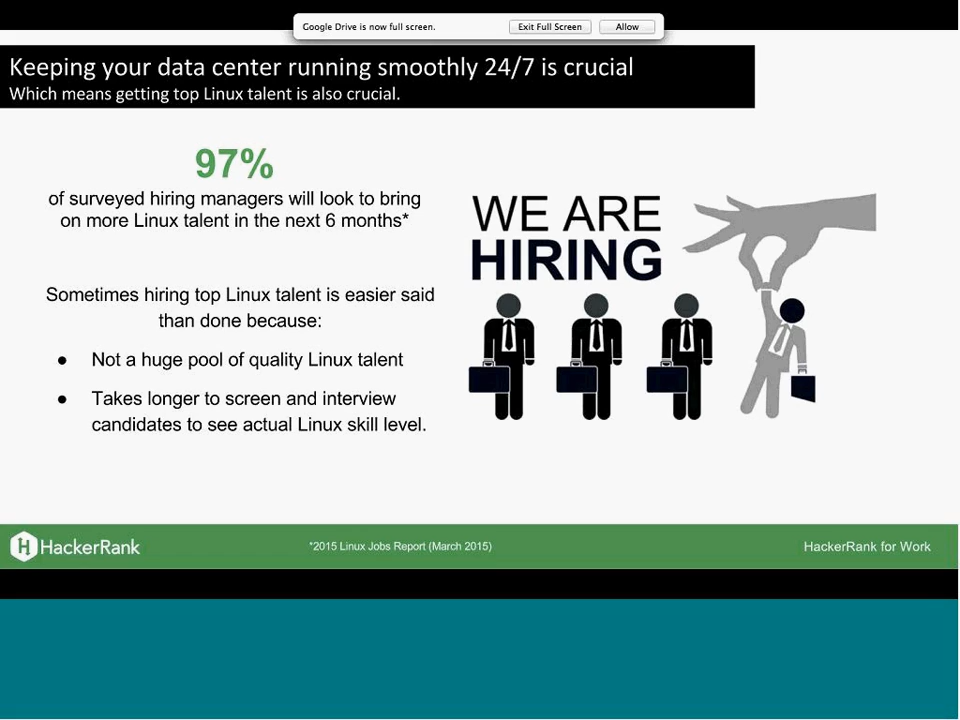 Google Drive is now full screen. Exit Full Screen Allow
Keeping your data center running smoothly 24/7 is crucial
Which means getting top Linux talent is also crucial.
97%
of surveyed hiring managers will look to bring
on more Linux talent in the next 6 months*
Sometimes hiring top Linux talent is easier said
than done because:
● Not a huge pool of quality Linux talent
● Takes longer to screen and interview
candidates to see actual Linux skill level.
WE ARE
HIRING
H HackerRank
*2015 Linux Jobs Report (March 2015)
HackerRank for Work